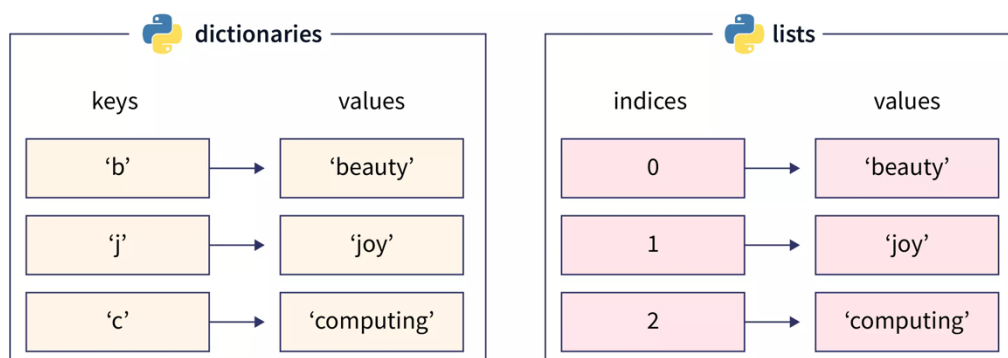 dictionaries
keys values
‘b’ ‘beauty’
‘j’ ‘joy’
‘c’ ‘computing’
lists
indices values
0 ‘beauty’
1 ‘joy’
2 ‘computing’